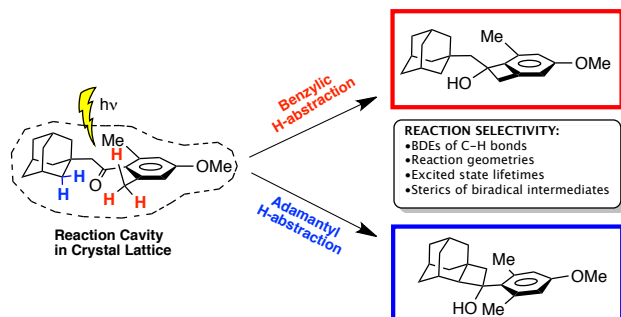 hν
Me
H
OMe
O
H H
H H
Reaction Cavity
in Crystal Lattice
Benzylic
H-abstraction
Adamantyl
H-abstraction
Me
OMe
HO
REACTION SELECTIVITY:
•BDEs of C–H bonds
•Reaction geometries
•Excited state lifetimes
•Sterics of biradical intermediates
Me
OMe
HO Me